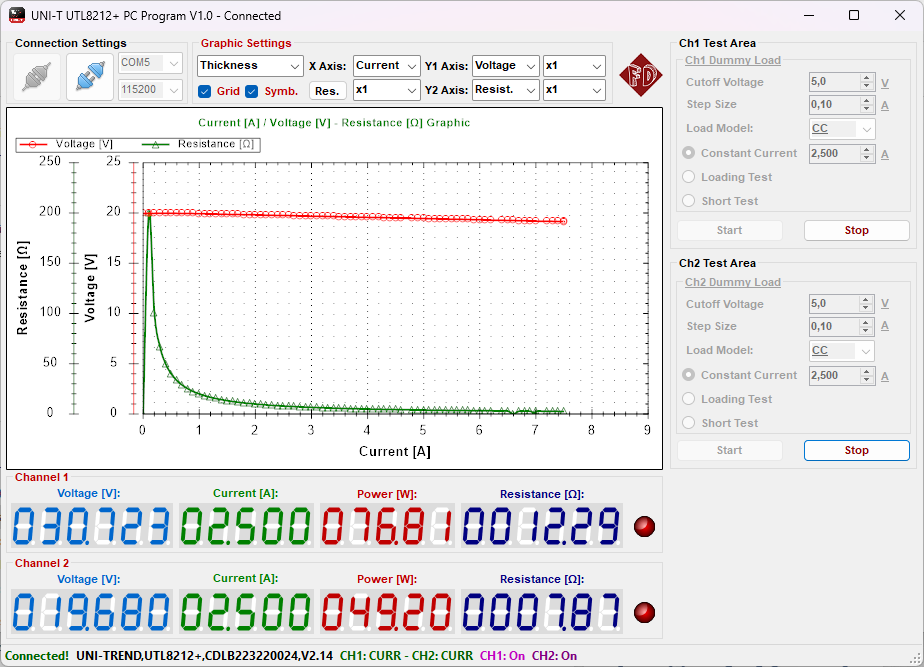 UNI-T UTL8212+ PC Program V1.0 - Connected
Connection Settings
COM5
115200
Graphic Settings
Thickness X Axis: Current Y1 Axis: Voltage x1
Grid Symb. Res. x1 Y2 Axis: Resist. x1
Current [A] / Voltage [V] - Resistance [Ω] Graphic
Voltage [V] Resistance [Ω]
250 25
200 20
150 15
100 10
50 5
0 0
Resistance [Ω]
Voltage [V]
0 1 2 3 4 5 6 7 8 9
Current [A]
Ch1 Test Area
Ch1 Dummy Load
Cutoff Voltage 5,0 V
Step Size 0,10 A
Load Model: CC
Constant Current 2,500 A
Loading Test
Short Test
Start Stop
Ch2 Test Area
Ch2 Dummy Load
Cutoff Voltage 5,0 V
Step Size 0,10 A
Load Model: CC
Constant Current 2,500 A
Loading Test
Short Test
Start Stop
Channel 1
Voltage [V]: Current [A]: Power [W]: Resistance [Ω]:
030.723 02.500 076.81 0012.29
Channel 2
Voltage [V]: Current [A]: Power [W]: Resistance [Ω]:
019.680 02.500 049.20 0007.87
Connected! UNI-TREND,UTL8212+,CDLB223220024,V2.14 CH1: CURR - CH2: CURR CH1: On CH2: On